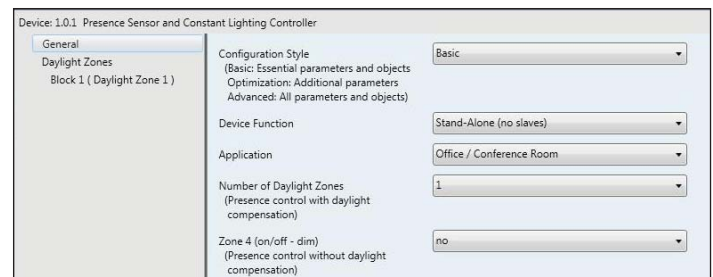 Device: 1.0.1 Presence Sensor and Constant Lighting Controller
General
Daylight Zones
Block 1 ( Daylight Zone 1 )
Configuration Style
(Basic: Essential parameters and objects
Optimization: Additional parameters
Advanced: All parameters and objects)
Basic
Device Function
Stand-Alone (no slaves)
Application
Office / Conference Room
Number of Daylight Zones
(Presence control with daylight
compensation)
1
Zone 4 (on/off - dim)
(Presence control without daylight
compensation)
no